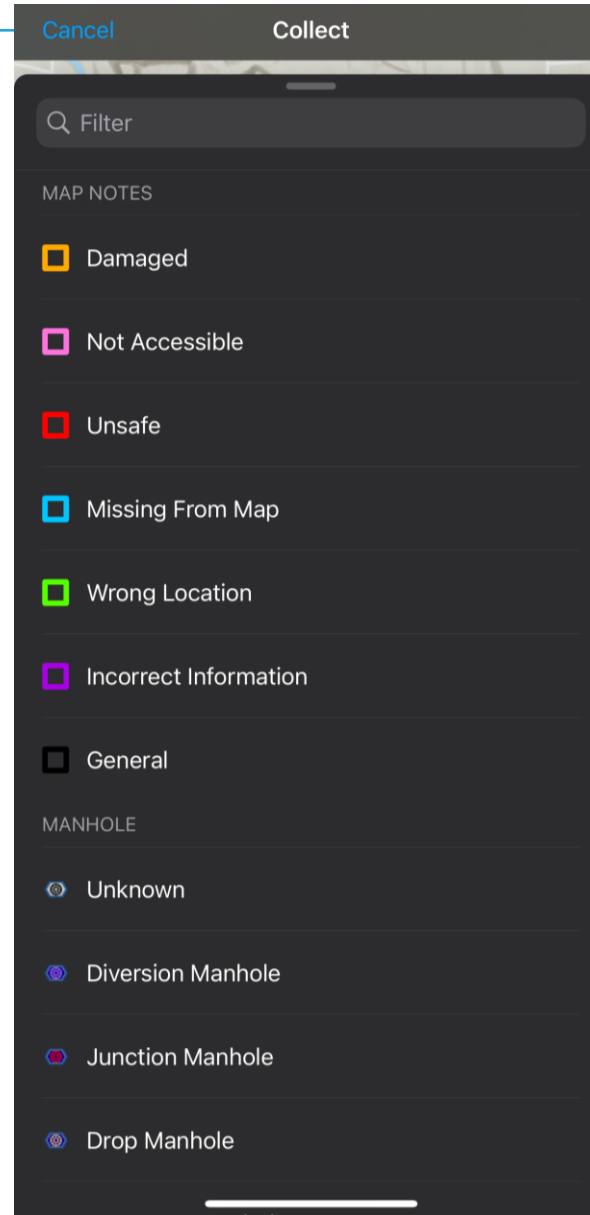 Cancel
Collect
Filter
MAP NOTES
Damaged
Not Accessible
Unsafe
Missing From Map
Wrong Location
Incorrect Information
General
MANHOLE
Unknown
Diversion Manhole
Junction Manhole
Drop Manhole